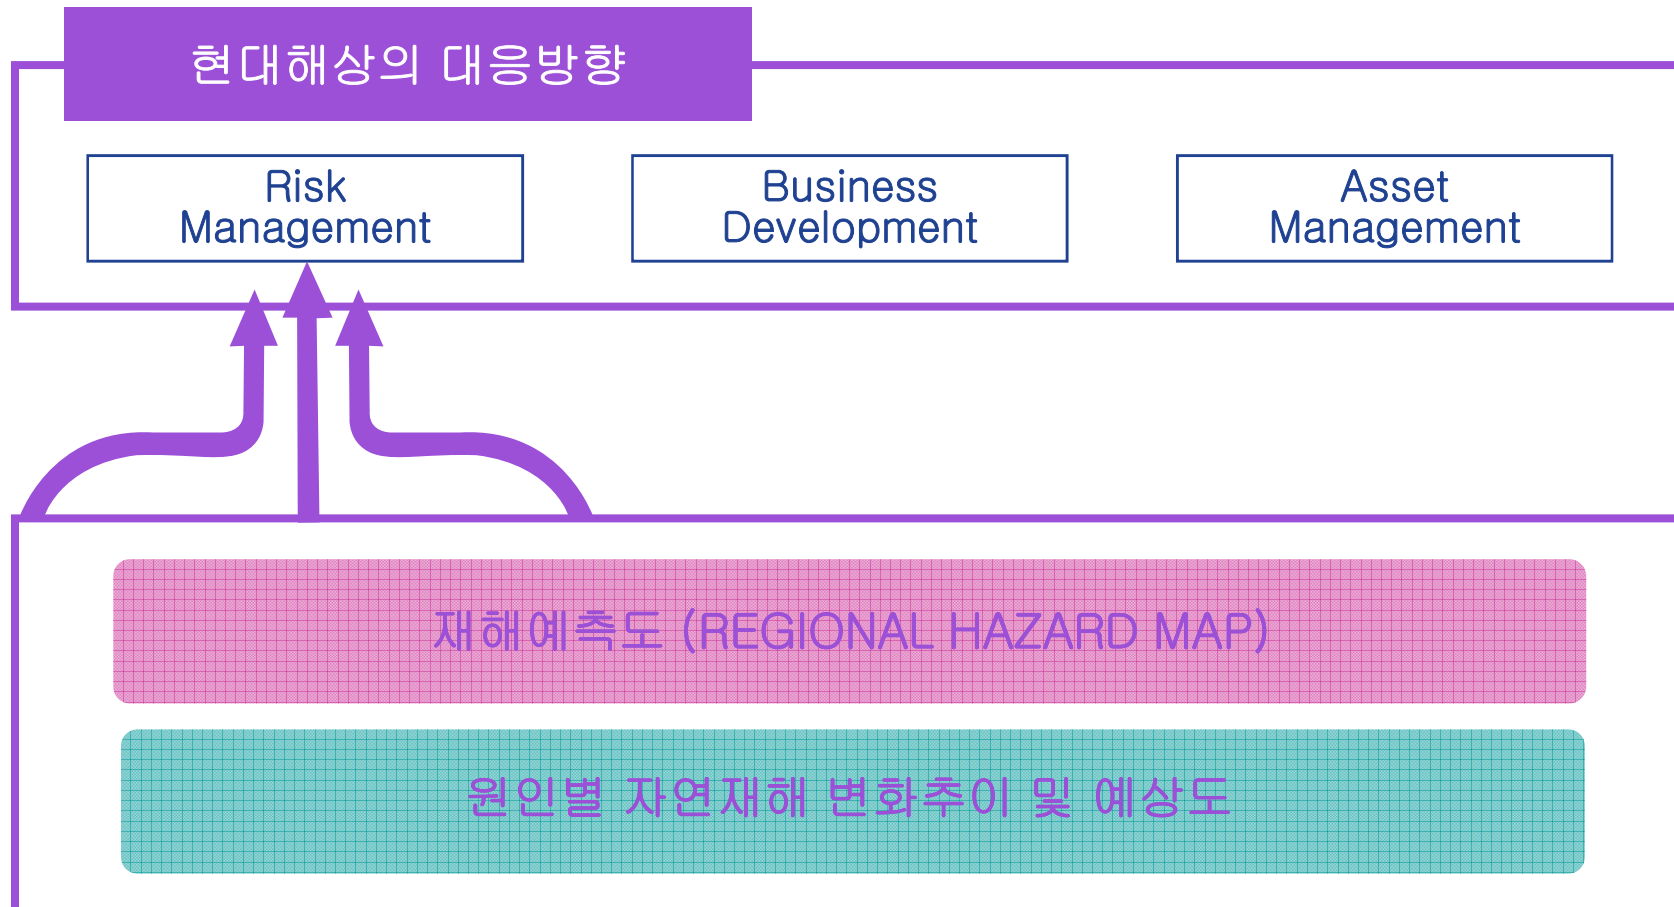 현대해상의 대응방향
Risk
Management
Business
Development
Asset
Management
재해예측도 (REGIONAL HAZARD MAP)
원인별 자연재해 변화추이 및 예상도